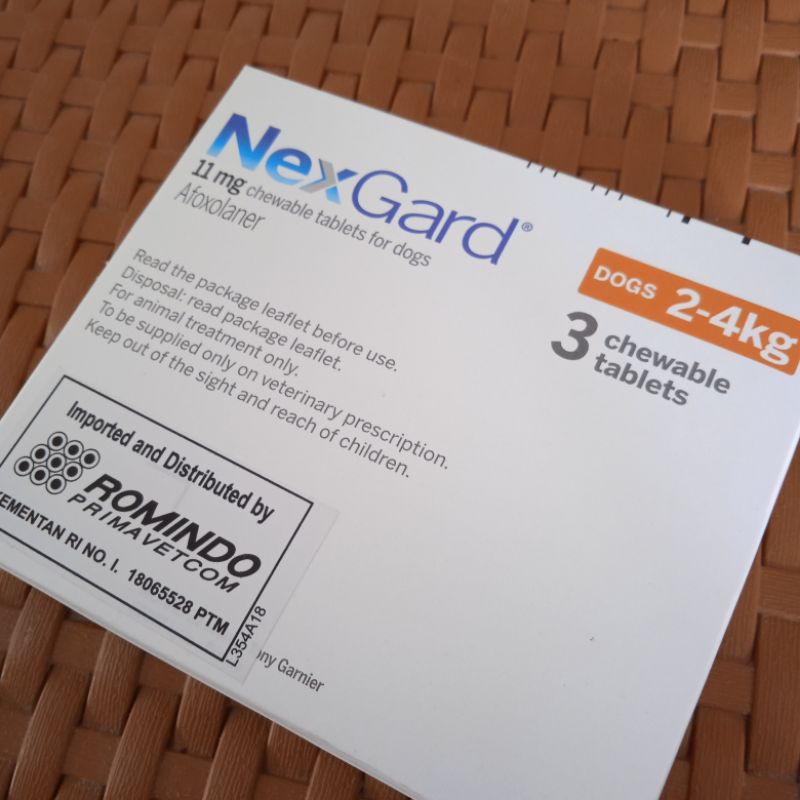 NexGard®
11 mg chewable tablets for dogs
Afoxolaner
DOGS 2-4kg
3 chewable
tablets
Read the package leaflet before use.
Disposal: read package leaflet.
For animal treatment only.
To be supplied only on veterinary prescription.
Keep out of the sight and reach of children.
Imported and Distributed by
ROMINDO
PRIMAVETCOM
KEMENTAN RI NO. I. 18065528 PTM
L354A18
Garnier